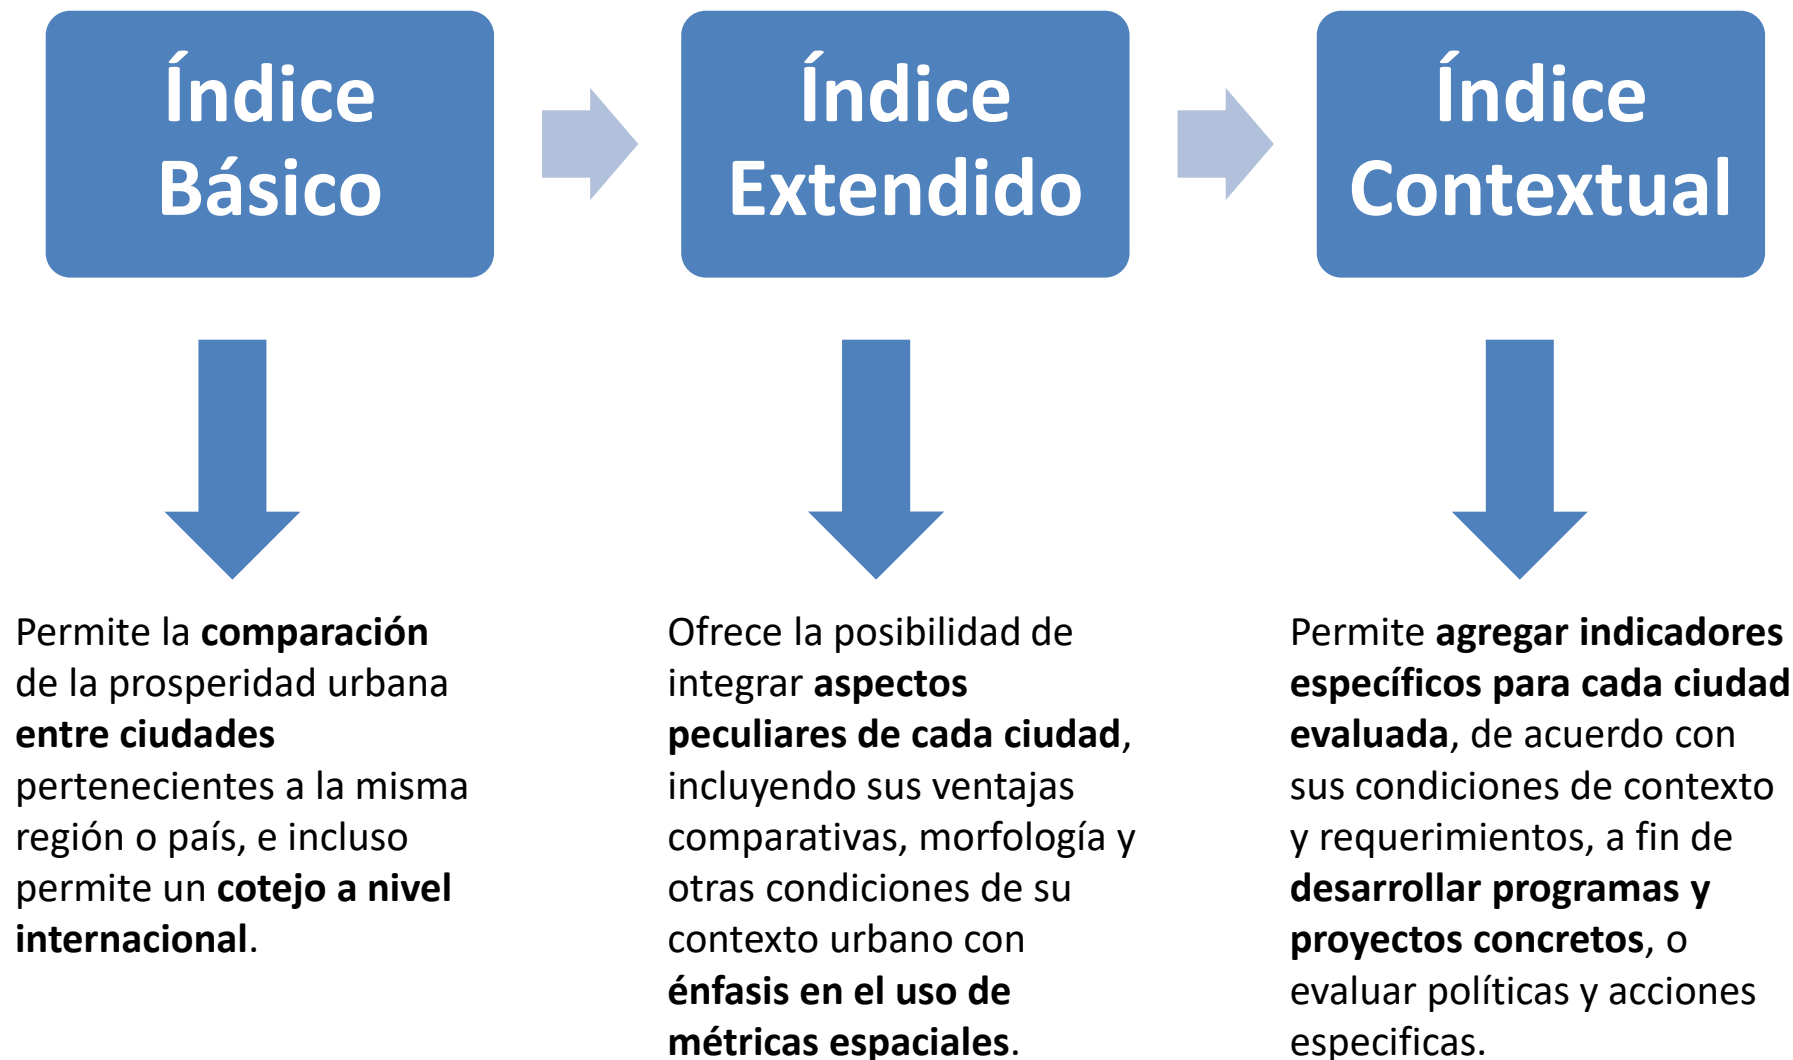 Índice
Básico
Índice
Extendido
Índice
Contextual
Permite la comparación
de la prosperidad urbana
entre ciudades
pertenecientes a la misma
región o país, e incluso
permite un cotejo a nivel
internacional.
Ofrece la posibilidad de
integrar aspectos
peculiares de cada ciudad,
incluyendo sus ventajas
comparativas, morfología y
otras condiciones de su
contexto urbano con
énfasis en el uso de
métricas espaciales.
Permite agregar indicadores
específicos para cada ciudad
evaluada, de acuerdo con
sus condiciones de contexto
y requerimientos, a fin de
desarrollar programas y
proyectos concretos, o
evaluar políticas y acciones
especificas.